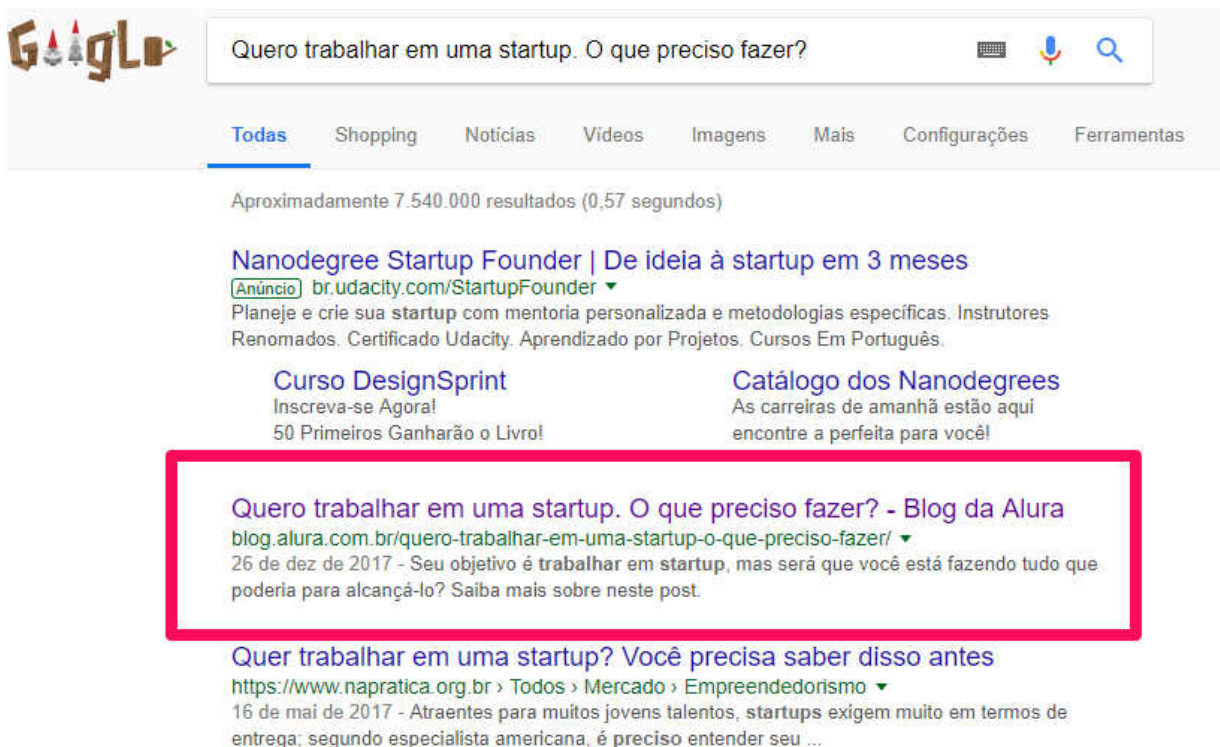 Quero trabalhar em uma startup. O que preciso fazer?
Todas Shopping Notícias Vídeos Imagens Mais Configurações Ferramentas
Aproximadamente 7.540.000 resultados (0,57 segundos)
Nanodegree Startup Founder | De ideia à startup em 3 meses
Anúncio br.udacity.com/StartupFounder
Planeje e crie sua startup com mentoria personalizada e metodologias específicas. Instrutores
Renomados. Certificado Udacity. Aprendizado por Projetos. Cursos Em Português.
Curso DesignSprint
Inscreva-se Agora!
50 Primeiros Ganharão o Livro!
Catálogo dos Nanodegrees
As carreiras de amanhã estão aqui
encontre a perfeita para você!
Quero trabalhar em uma startup. O que preciso fazer? - Blog da Alura
blog.alura.com.br/quero-trabalhar-em-uma-startup-o-que-preciso-fazer/
26 de dez de 2017 - Seu objetivo é trabalhar em startup, mas será que você está fazendo tudo que
poderia para alcançá-lo? Saiba mais sobre neste post.
Quer trabalhar em uma startup? Você precisa saber disso antes
https://www.napratica.org.br › Todos › Mercado › Empreendedorismo
16 de mai de 2017 - Atraentes para muitos jovens talentos, startups exigem muito em termos de
entrega; segundo especialista americana, é preciso entender seu ...